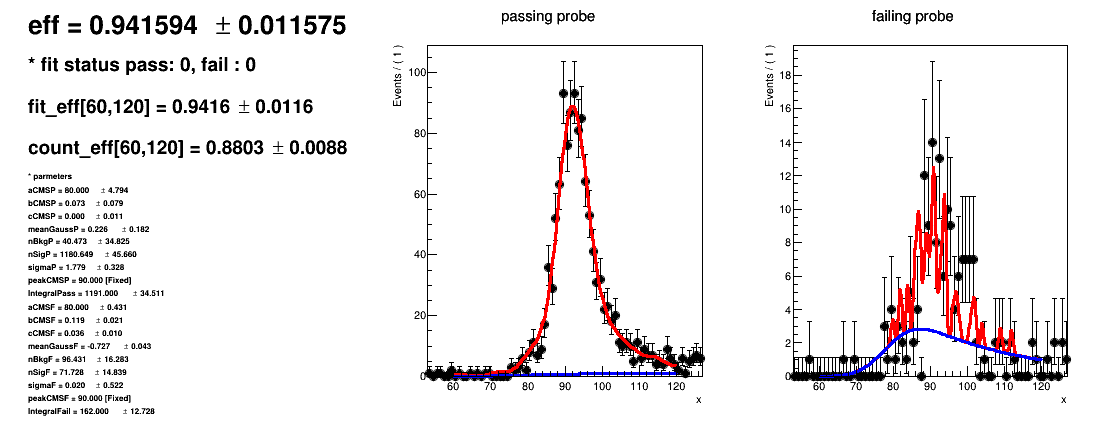 eff = 0.941594 ± 0.011575
* fit status pass: 0, fail : 0
fit_eff[60,120] = 0.9416 ± 0.0116
count_eff[60,120] = 0.8803 ± 0.0088
* parmeters
aCMSP = 80.000 ± 4.794
bCMSP = 0.073 ± 0.079
cCMSP = 0.000 ± 0.011
meanGaussP = 0.226 ± 0.182
nBkgP = 40.473 ± 34.825
nSigP = 1180.649 ± 45.660
sigmaP = 1.779 ± 0.328
peakCMSP = 90.000 [Fixed]
IntegralPass = 1191.000 ± 34.511
aCMSF = 80.000 ± 0.431
bCMSF = 0.119 ± 0.021
cCMSF = 0.036 ± 0.010
meanGaussF = -0.727 ± 0.043
nBkgF = 96.431 ± 16.283
nSigF = 71.728 ± 14.839
sigmaF = 0.020 ± 0.522
peakCMSF = 90.000 [Fixed]
IntegralFail = 162.000 ± 12.728
passing probe
Events / ( 1 )
100
80
60
40
20
0
60 70 80 90 100 110 120
x
failing probe
Events / ( 1 )
18
16
14
12
10
8
6
4
2
0
60 70 80 90 100 110 120
x